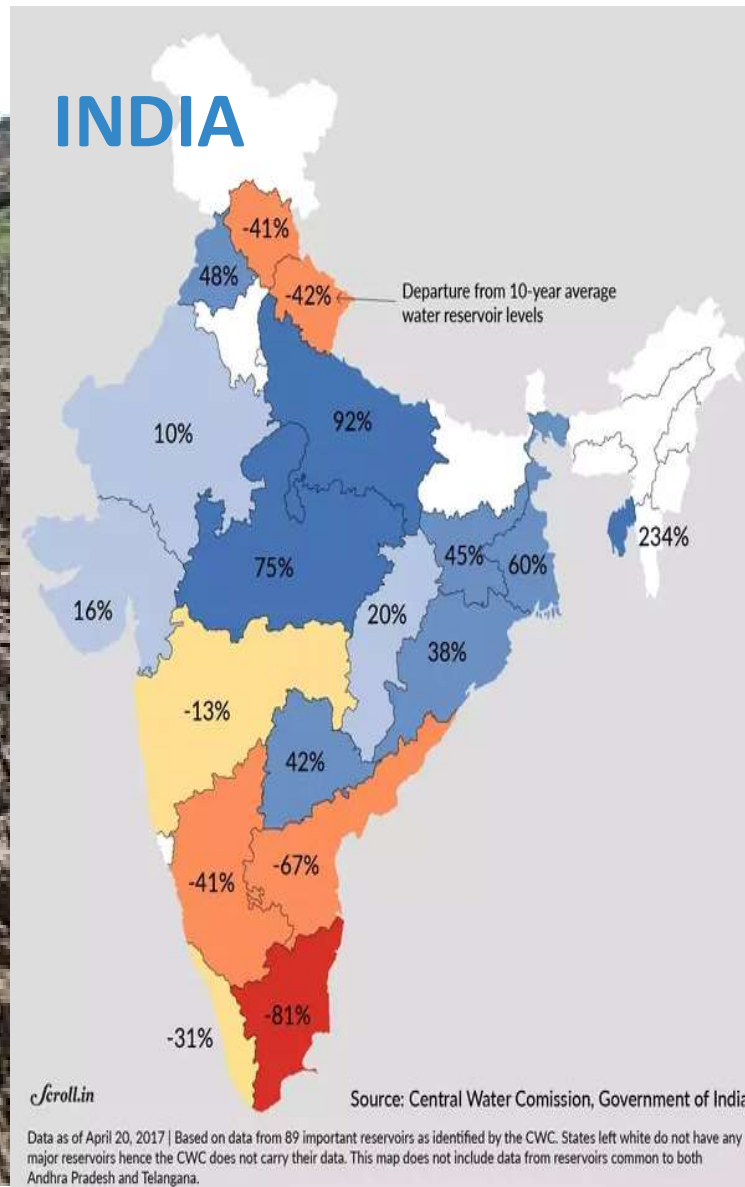 INDIA
-41%
48%
-42%
Departure from 10-year average
water reservoir levels
92%
10%
234%
45%
60%
75%
20%
16%
38%
-13%
42%
-67%
-41%
-81%
-31%
Scroll.in
Source: Central Water Comission, Government of India
Data as of April 20, 2017 | Based on data from 89 important reservoirs as identified by the CWC. States left white do not have any
major reservoirs hence the CWC does not carry their data. This map does not include data from reservoirs common to both
Andhra Pradesh and Telangana.